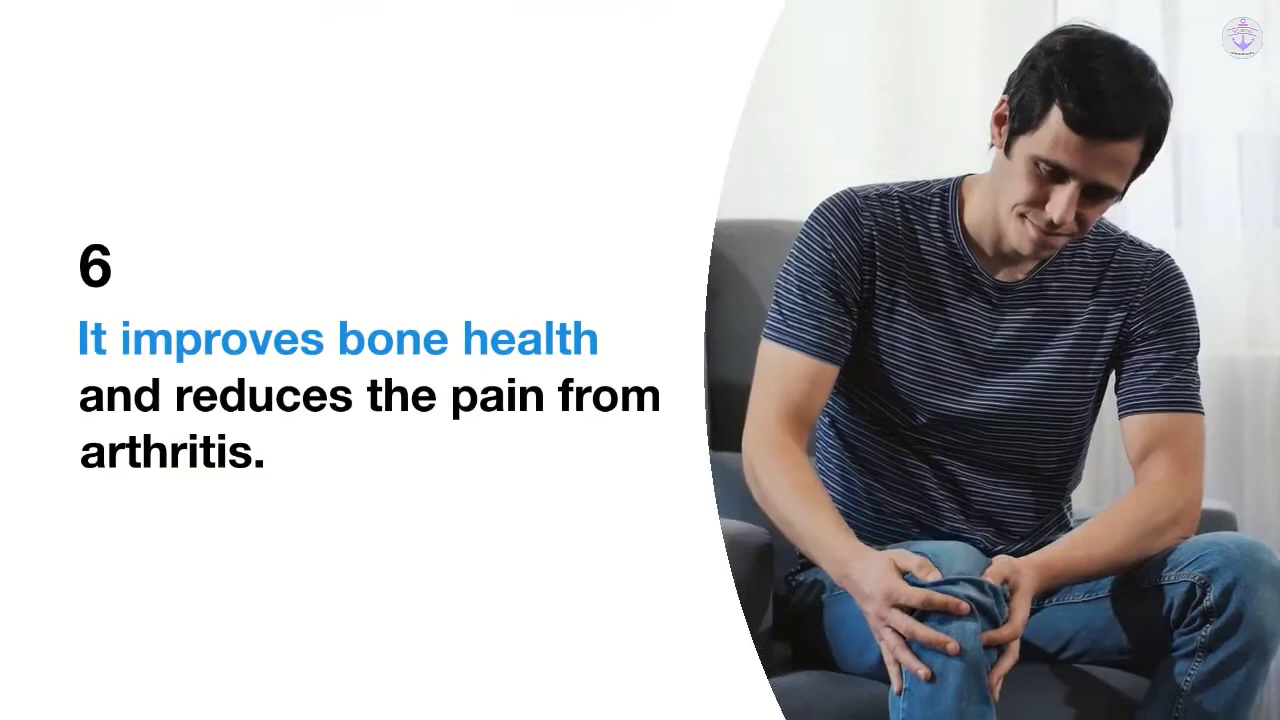 6
It improves bone health
and reduces the pain from
arthritis.